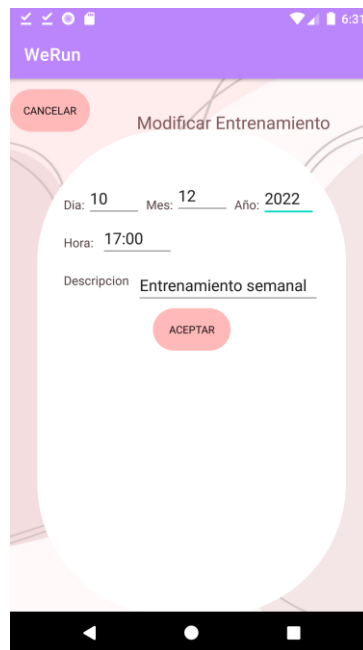 6:31
WeRun
CANCELAR
Modificar Entrenamiento
Dia: 10 Mes: 12 Año: 2022
Hora: 17:00
Descripcion Entrenamiento semanal
ACEPTAR